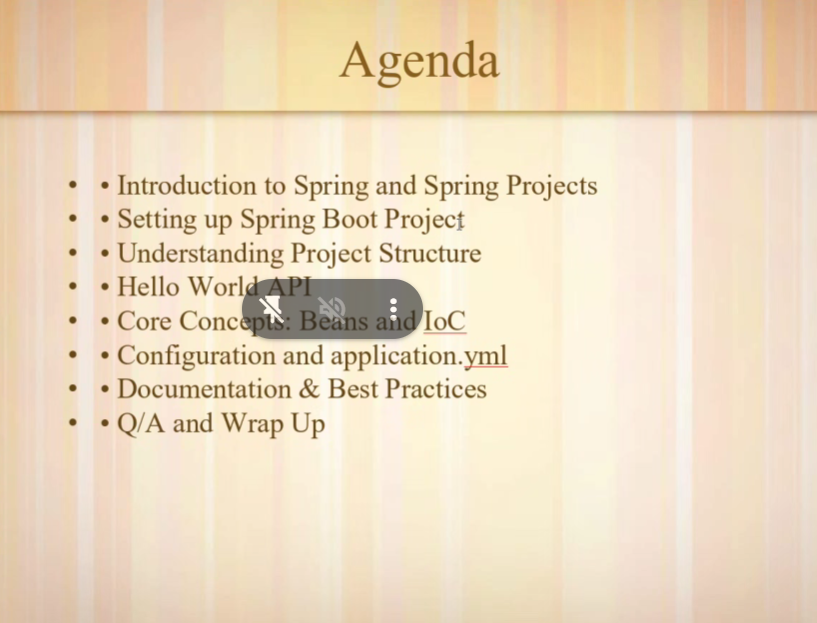 Agenda
• • Introduction to Spring and Spring Projects
• • Setting up Spring Boot Project
• • Understanding Project Structure
• • Hello World API
• • Core Concepts: Beans and IoC
• • Configuration and application.yml
• • Documentation & Best Practices
• • Q/A and Wrap Up